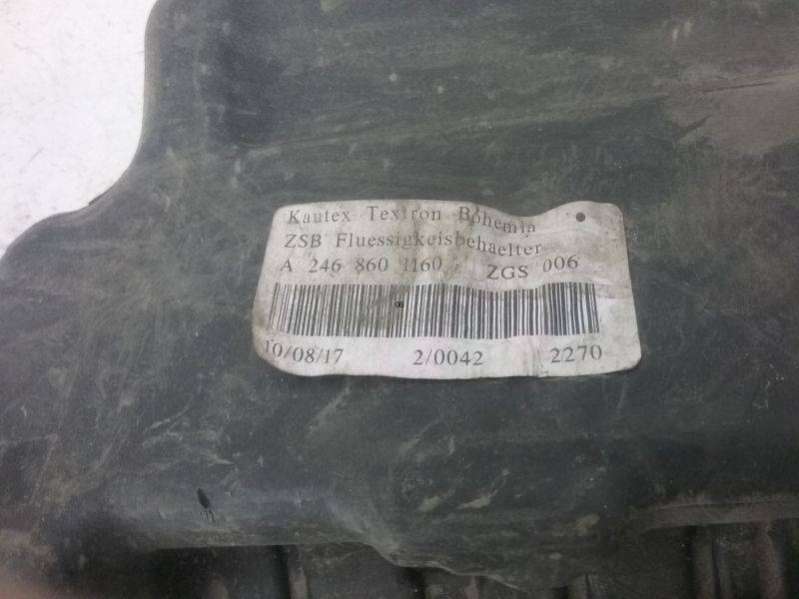 Kautex Textron Bohemia
ZSB Fluessigkeisbehaelter
A 246 860 1160 ZGS 006
10/08/17 2/0042 2270